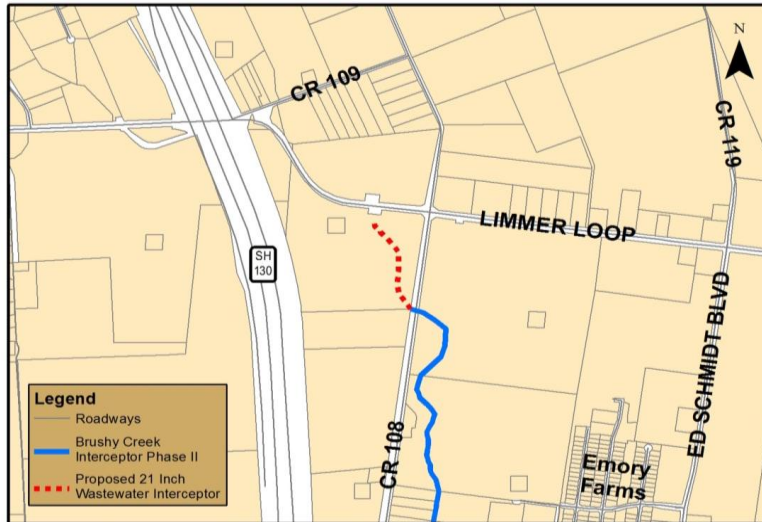 N
CR 109
CR 119
LIMMER LOOP
SH
130
ED SCHMIDT BLVD
CR 108
Emory
Farms
Legend
Roadways
Brushy Creek
Interceptor Phase II
Proposed 21 Inch
Wastewater Interceptor